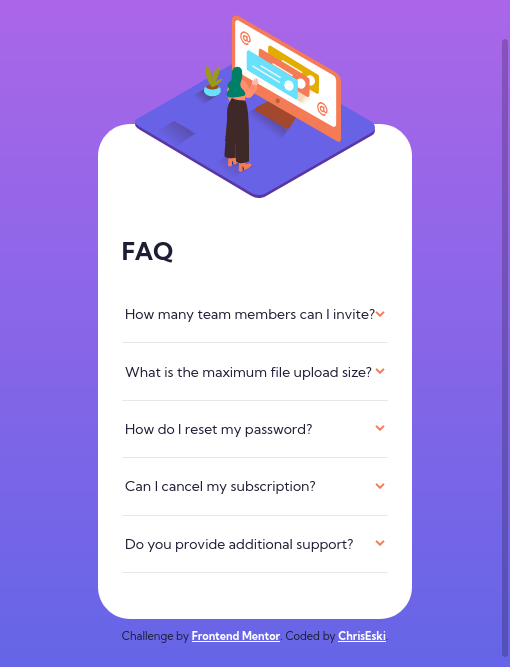 @
@
FAQ
How many team members can I invite?
What is the maximum file upload size?
How do I reset my password?
Can I cancel my subscription?
Do you provide additional support?
Challenge by Frontend Mentor. Coded by ChrisEski